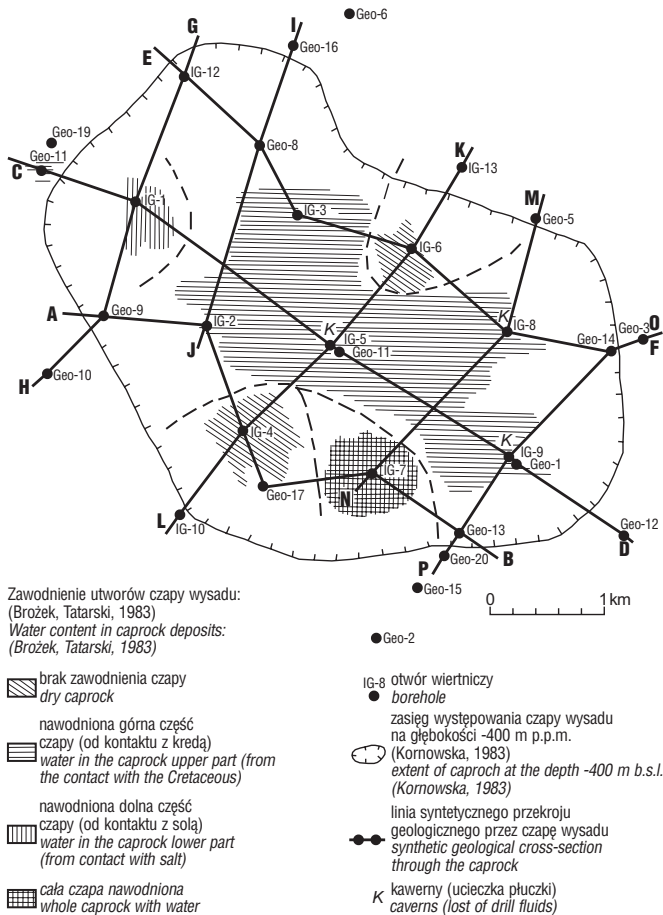 Geo-6
G
I
Geo-16
E
IG-12
Geo-19
Geo-8
K
IG-13
Geo-11
C
M
IG-1
IG-3
Geo-5
IG-6
A
Geo-9
IG-2
K
IG-5
K
IG-8
Geo-3
O
J
Geo-11
Geo-14
F
Geo-10
H
IG-4
K
IG-9
IG-7
Geo-1
Geo-17
N
L
IG-10
Geo-13
Geo-12
B
D
P
Geo-20
Geo-15
0 1 km
Geo-2
Zawodnienie utworów czapy wysadu:
(Brożek, Tatarski, 1983)
Water content in caprock deposits:
(Brożek, Tatarski, 1983)
brak zawodnienia czapy
dry caprock
nawodniona górna część
czapy (od kontaktu z kredą)
water in the caprock upper part (from
the contact with the Cretaceous)
nawodniona dolna część
czapy (od kontaktu z solą)
water in the caprock lower part
(from contact with salt)
cała czapa nawodniona
whole caprock with water
IG-8 otwór wiertniczy
borehole
zasięg występowania czapy wysadu
na głębokości -400 m p.p.m.
(Kornowska, 1983)
extent of caproch at the depth -400 m b.s.l.
(Kornowska, 1983)
linia syntetycznego przekroju
geologicznego przez czapę wysadu
synthetic geological cross-section
through the caprock
K kawerny (ucieczka płuczki)
caverns (lost of drill fluids)